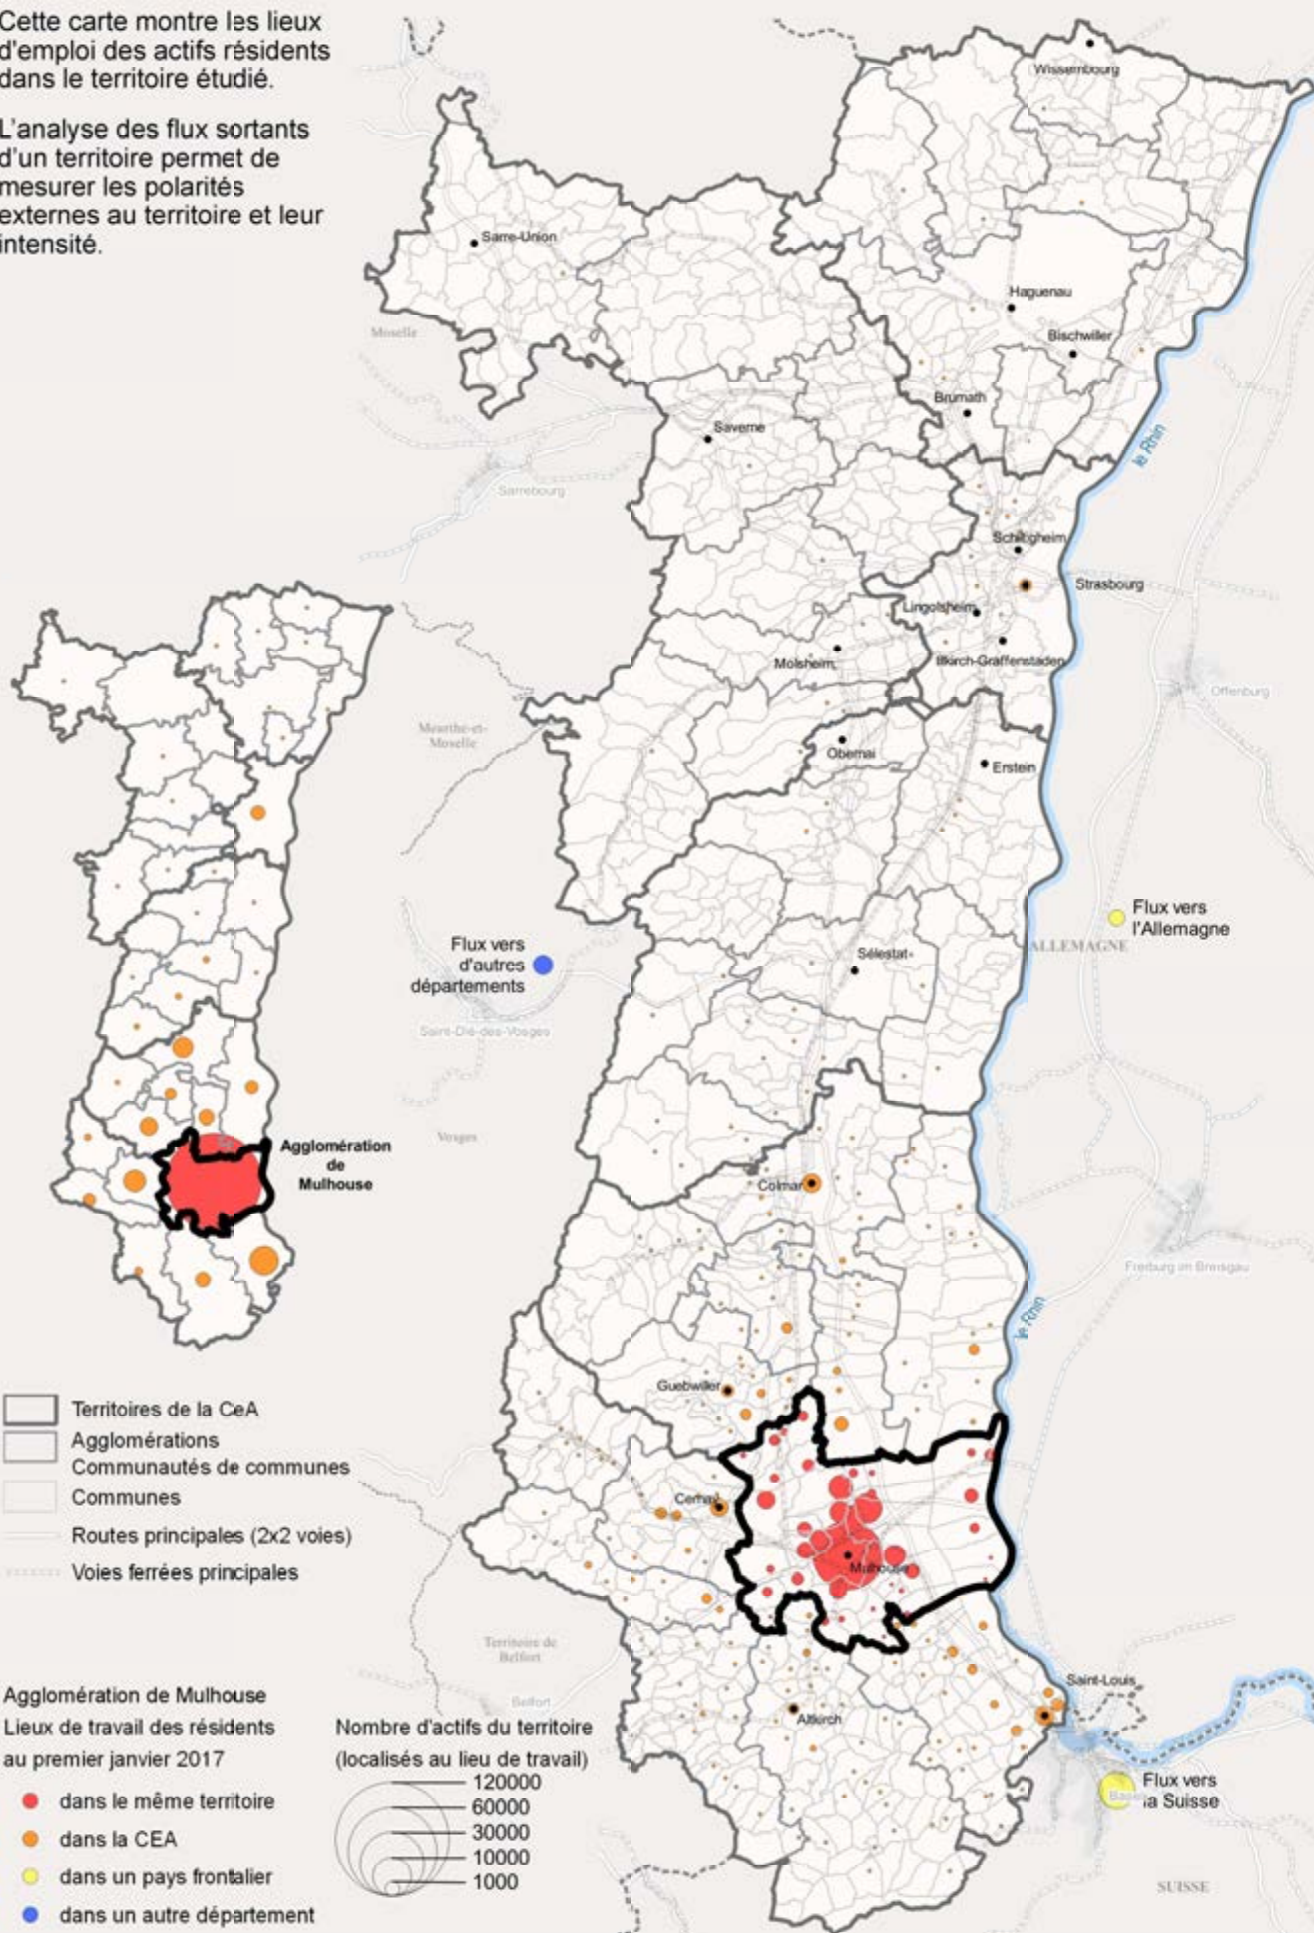 Cette carte montre les lieux
d'emploi des actifs résidents
dans le territoire étudié.
L'analyse des flux sortants
d'un territoire permet de
mesurer les polarités
externes au territoire et leur
intensité.
Wissembourg
Sarre-Union
Haguenau
Moselle
Bischwiller
Brumath
Saverne
le Rhin
Sarrebourg
Schiltigheim
Strasbourg
Lingolsheim
Molsheim
Illkirch-Graffenstaden
Offenburg
Meurthe-et-
Moselle
Obernai
Erstein
Flux vers
l'Allemagne
ALLEMAGNE
Flux vers
d'autres
départements
Sélestat
Saint-Dié-des-Vosges
Vosges
Agglomération
de
Mulhouse
Colmar
Freiburg im Breisgau
le Rhin
Guebwiller
Cernay
Mulhouse
Territoire de
Belfort
Belfort
Altkirch
Saint-Louis
Basel
Flux vers
la Suisse
SUISSE
Territoires de la CeA
Agglomérations
Communautés de communes
Communes
Routes principales (2x2 voies)
Voies ferrées principales
Agglomération de Mulhouse
Lieux de travail des résidents
au premier janvier 2017
dans le même territoire
dans la CEA
dans un pays frontalier
dans un autre département
Nombre d'actifs du territoire
(localisés au lieu de travail)
120000
60000
30000
10000
1000